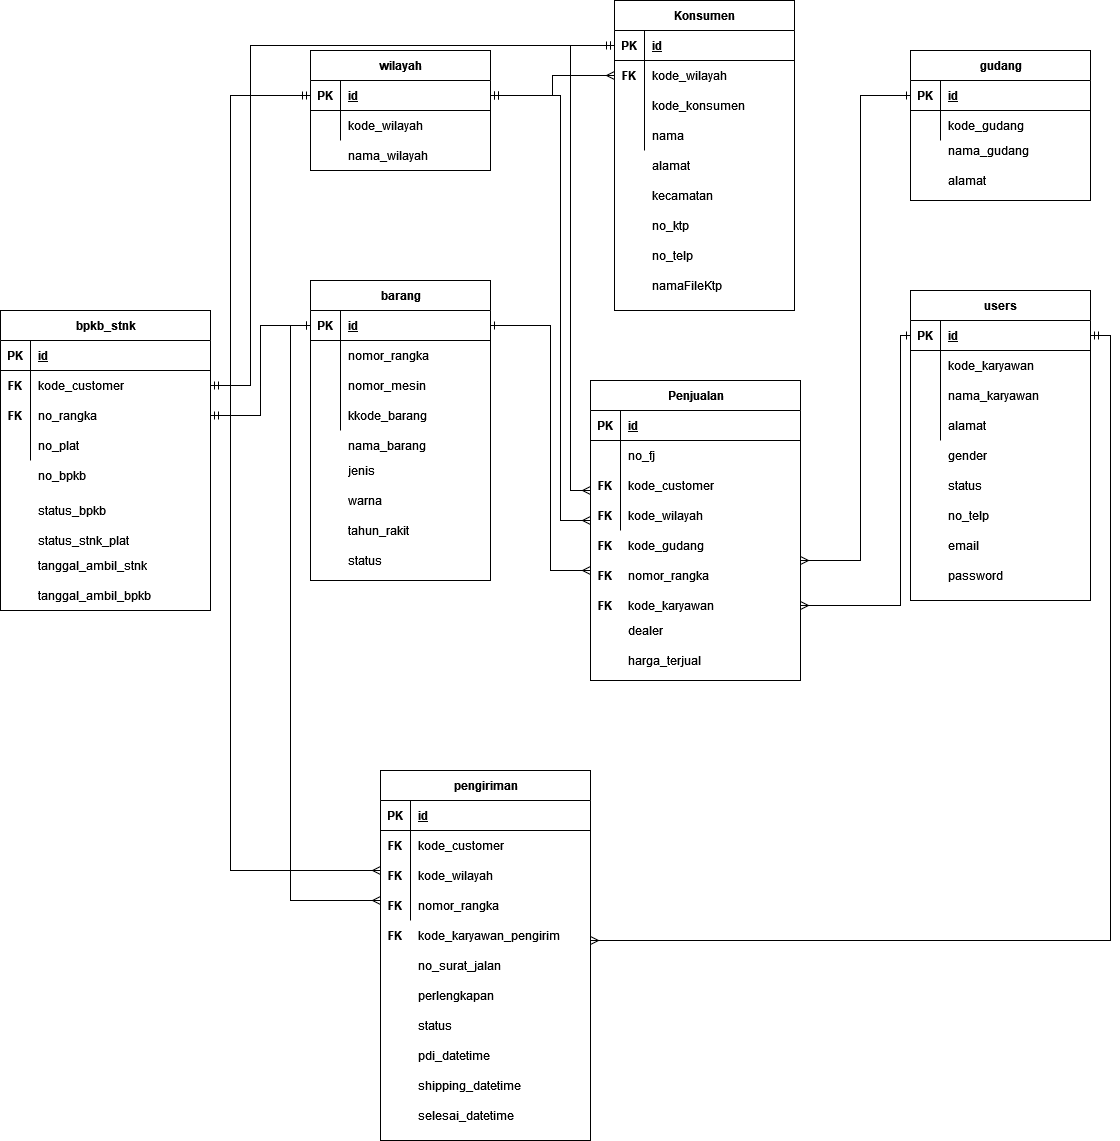 Konsumen
PK id
FK kode_wilayah
kode_konsumen
nama
alamat
kecamatan
no_ktp
no_telp
namaFileKtp
wilayah
PK id
kode_wilayah
nama_wilayah
gudang
PK id
kode_gudang
nama_gudang
alamat
barang
PK id
nomor_rangka
nomor_mesin
kkode_barang
nama_barang
jenis
warna
tahun_rakit
status
users
PK id
kode_karyawan
nama_karyawan
alamat
gender
status
no_telp
email
password
bpkb_stnk
PK id
FK kode_customer
FK no_rangka
no_plat
no_bpkb
status_bpkb
status_stnk_plat
tanggal_ambil_stnk
tanggal_ambil_bpkb
Penjualan
PK id
no_fj
FK kode_customer
FK kode_wilayah
FK kode_gudang
FK nomor_rangka
FK kode_karyawan
dealer
harga_terjual
pengiriman
PK id
FK kode_customer
FK kode_wilayah
FK nomor_rangka
FK kode_karyawan_pengirim
no_surat_jalan
perlengkapan
status
pdi_datetime
shipping_datetime
selesai_datetime